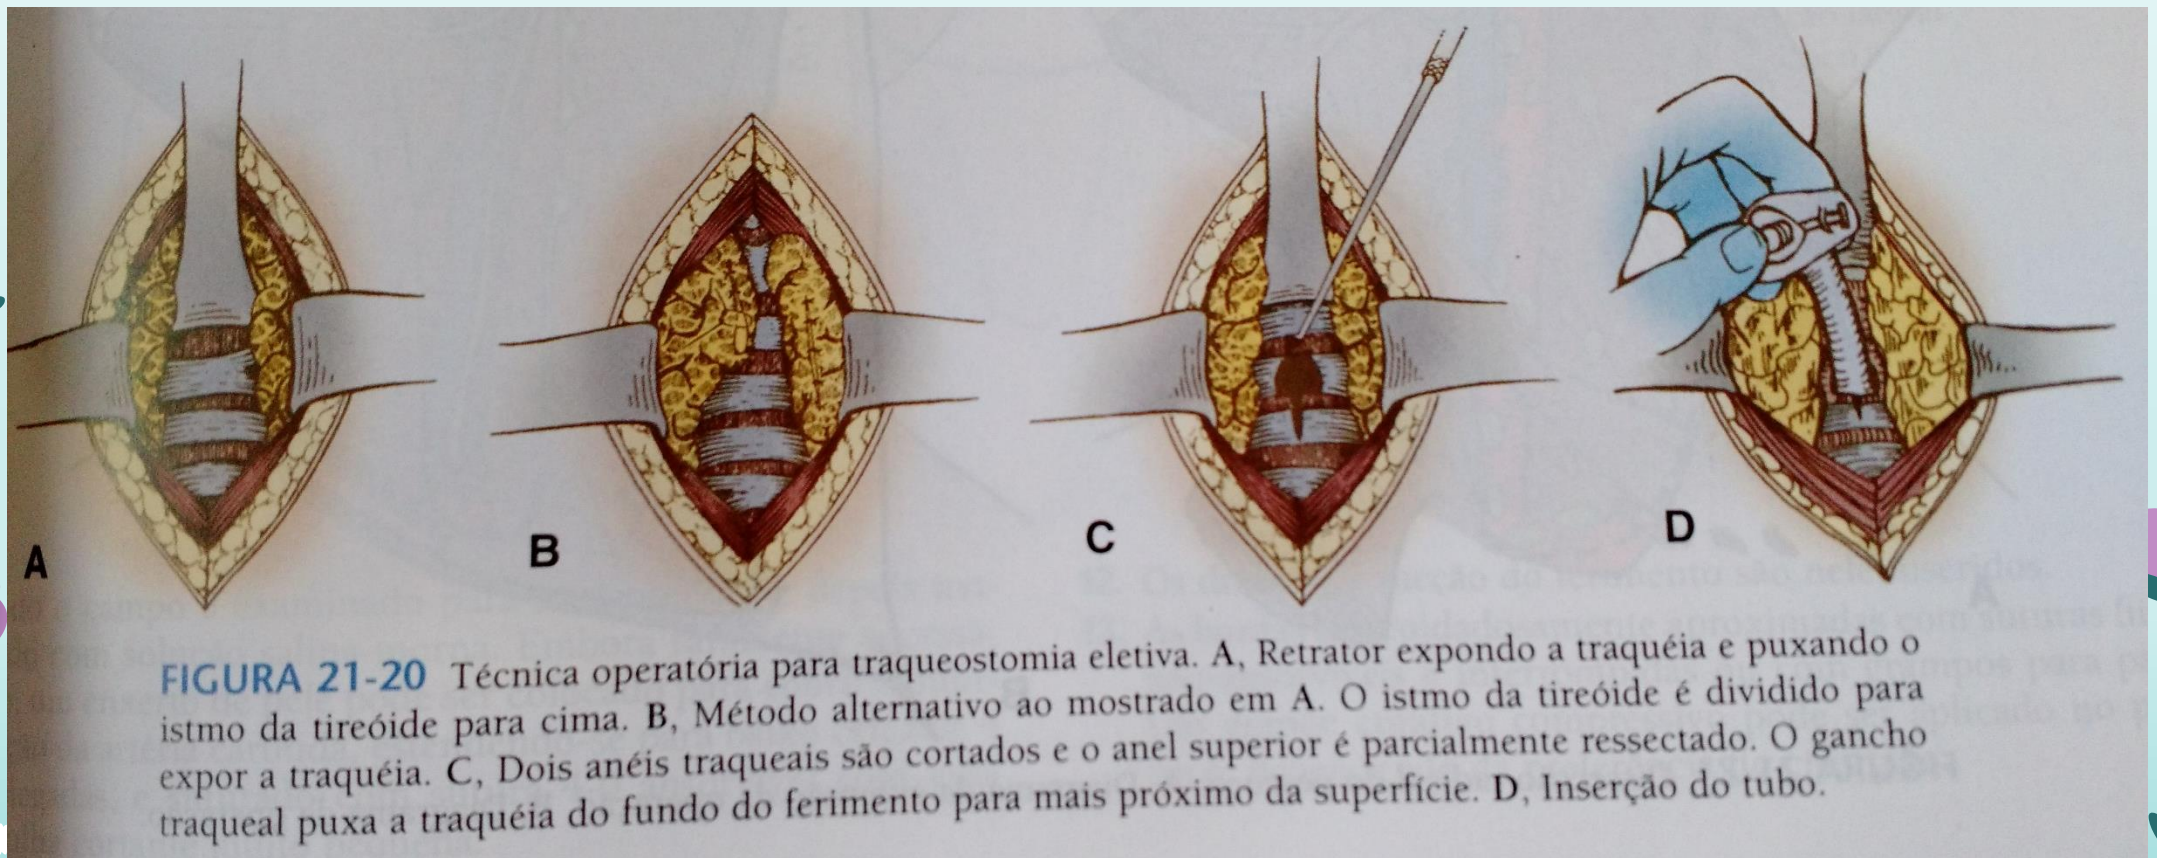 A
B
C
D
FIGURA 21-20 Técnica operatória para traqueostomia eletiva. A, Retrator expondo a traquéia e puxando o
istmo da tireóide para cima. B, Método alternativo ao mostrado em A. O istmo da tireóide é dividido para
expor a traquéia. C, Dois anéis traqueais são cortados e o anel superior é parcialmente ressectado. O gancho
traqueal puxa a traquéia do fundo do ferimento para mais próximo da superfície. D, Inserção do tubo.